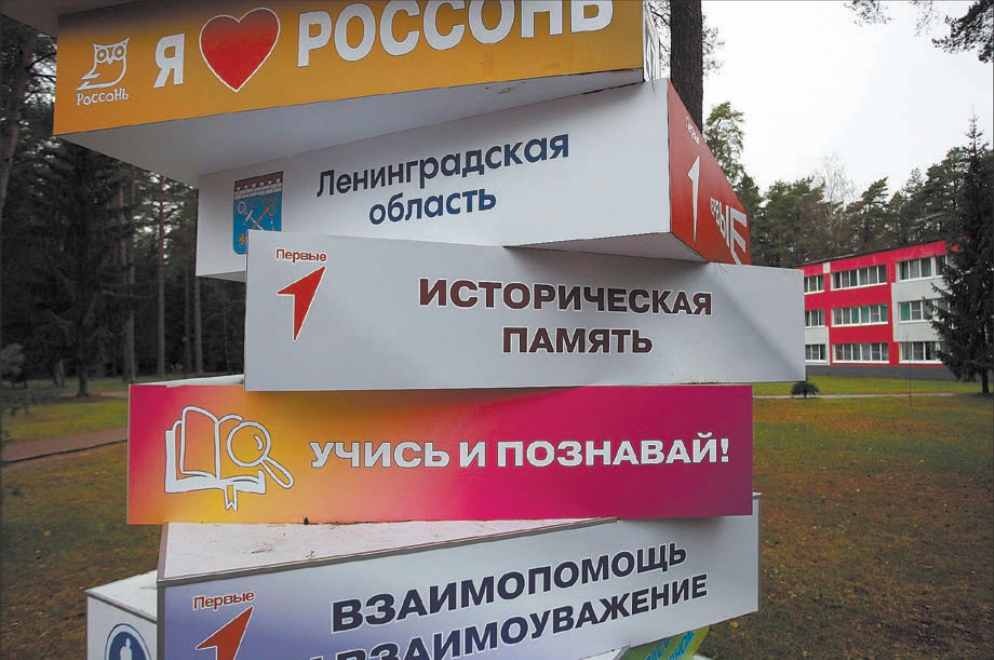 Я РОССОНЬ
РоссоНЬ
Ленинградская
область
Первые
ИСТОРИЧЕСКАЯ
ПАМЯТЬ
УЧИСЬ И ПОЗНАВАЙ!
Первые
ВЗАИМОПОМОЩЬ
И ВЗАИМОУВАЖЕНИЕ